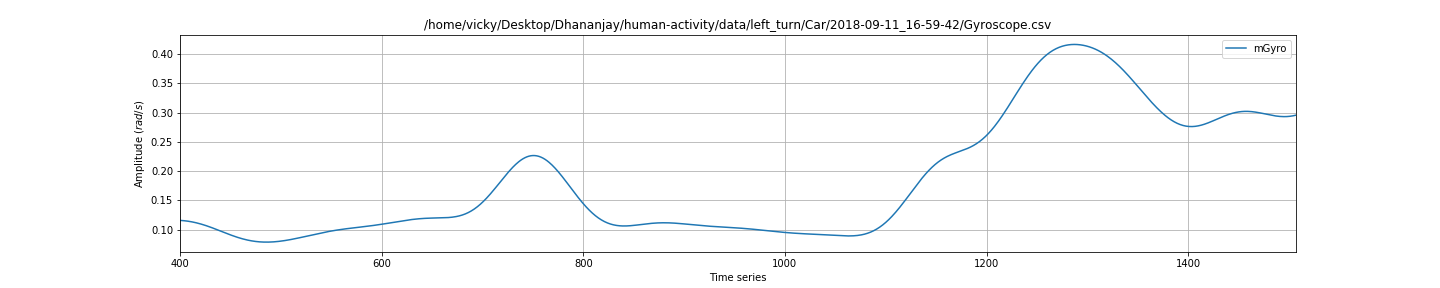 /home/vicky/Desktop/Dhananjay/human-activity/data/left_turn/Car/2018-09-11_16-59-42/Gyroscope.csv
mGyro
Amplitude (rad/s)
0.40
0.35
0.30
0.25
0.20
0.15
0.10
400 600 800 1000 1200 1400
Time series